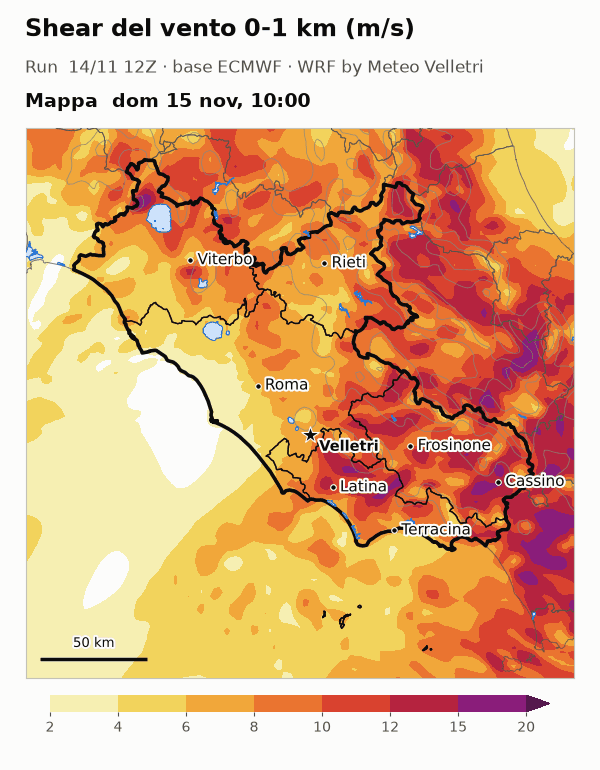 Shear del vento 0-1 km (m/s)
Run  14/11 12Z · base ECMWF · WRF by Meteo Velletri
Mappa  dom 15 nov, 10:00
Viterbo
Rieti
Roma
Velletri
Frosinone
Latina
Cassino
Terracina
50 km
2 4 6 8 10 12 15 20